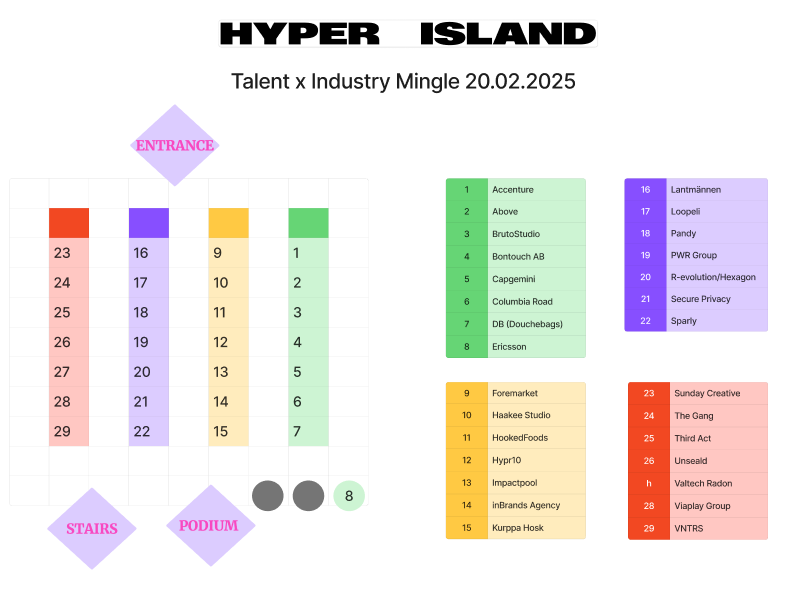 HYPER ISLAND
Talent x Industry Mingle 20.02.2025
ENTRANCE
23 16 9 1
24 17 10 2
25 18 11 3
26 19 12 4
27 20 13 5
28 21 14 6
29 22 15 7
8
STAIRS
PODIUM
1 Accenture
2 Above
3 BrutoStudio
4 Bontouch AB
5 Capgemini
6 Columbia Road
7 DB (Douchebags)
8 Ericsson
16 Lantmännen
17 Loopeli
18 Pandy
19 PWR Group
20 R-evolution/Hexagon
21 Secure Privacy
22 Sparly
9 Foremarket
10 Haakee Studio
11 HookedFoods
12 Hypr10
13 Impactpool
14 inBrands Agency
15 Kurppa Hosk
23 Sunday Creative
24 The Gang
25 Third Act
26 Unseald
h Valtech Radon
28 Viaplay Group
29 VNTRS